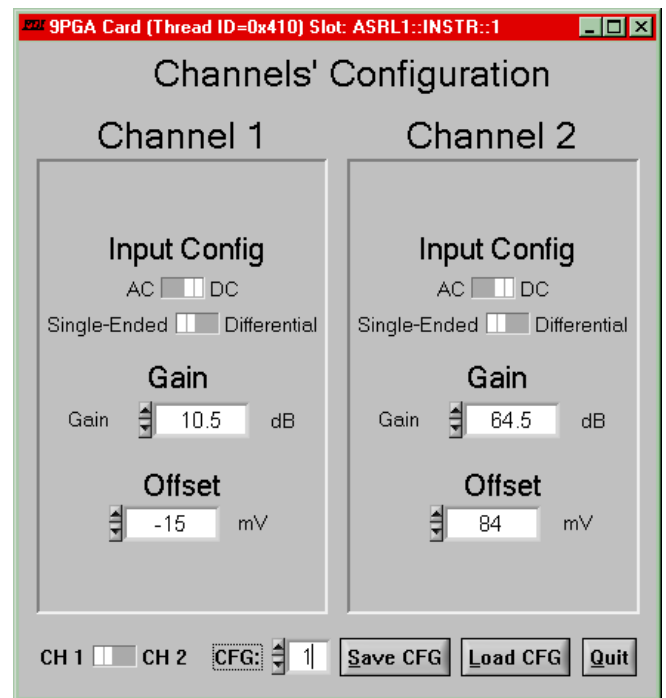 9PGA Card (Thread ID=0x410) Slot: ASRL1::INSTR::1
Channels' Configuration
Channel 1
Channel 2
Input Config
AC DC
Single-Ended Differential
Gain
Gain 10.5 dB
Offset
-15 mV
Input Config
AC DC
Single-Ended Differential
Gain
Gain 64.5 dB
Offset
84 mV
CH 1 CH 2 CFG: 1 Save CFG Load CFG Quit